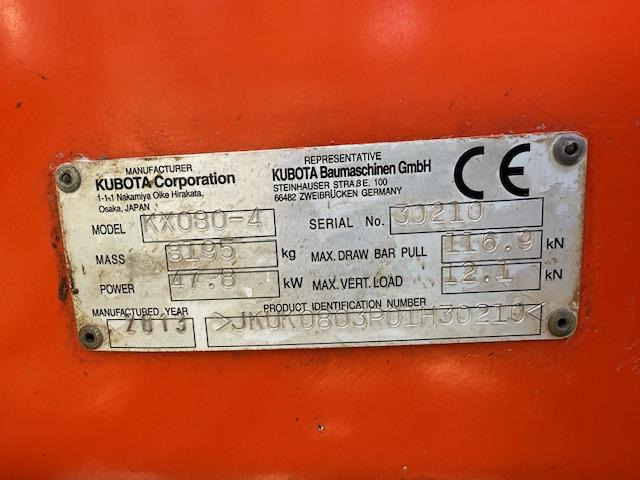 MANUFACTURER
KUBOTA Corporation
1-1-1 Nakamiya Oike Hirakata,
Osaka, JAPAN
REPRESENTATIVE
KUBOTA Baumaschinen GmbH
STEINHAUSER STRAßE. 100
66482 ZWEIBRÜCKEN GERMANY
CE
MODEL KX080-4
SERIAL No. 30210
MASS 8195 kg
MAX. DRAW BAR PULL 116.9 kN
POWER 47.8 kW
MAX. VERT. LOAD 12.1 kN
MANUFACTURED YEAR
2013
PRODUCT IDENTIFICATION NUMBER
>JKUK0803P01H30210<